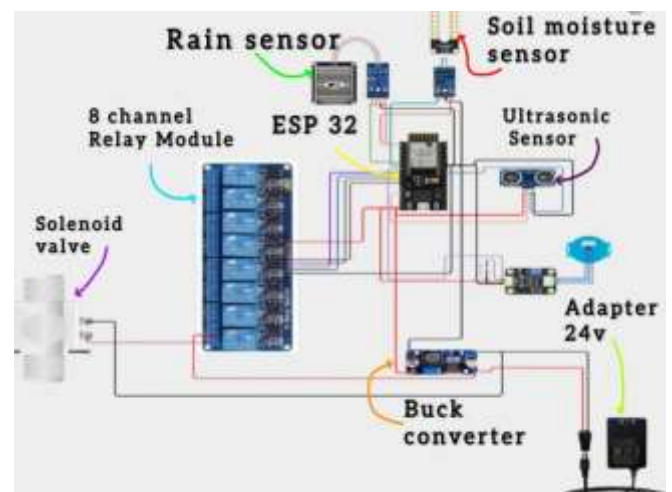 Soil moisture
sensor
Rain sensor
8 channel
Relay Module
ESP 32
Ultrasonic
Sensor
Solenoid
valve
Adapter
24v
Buck
converter